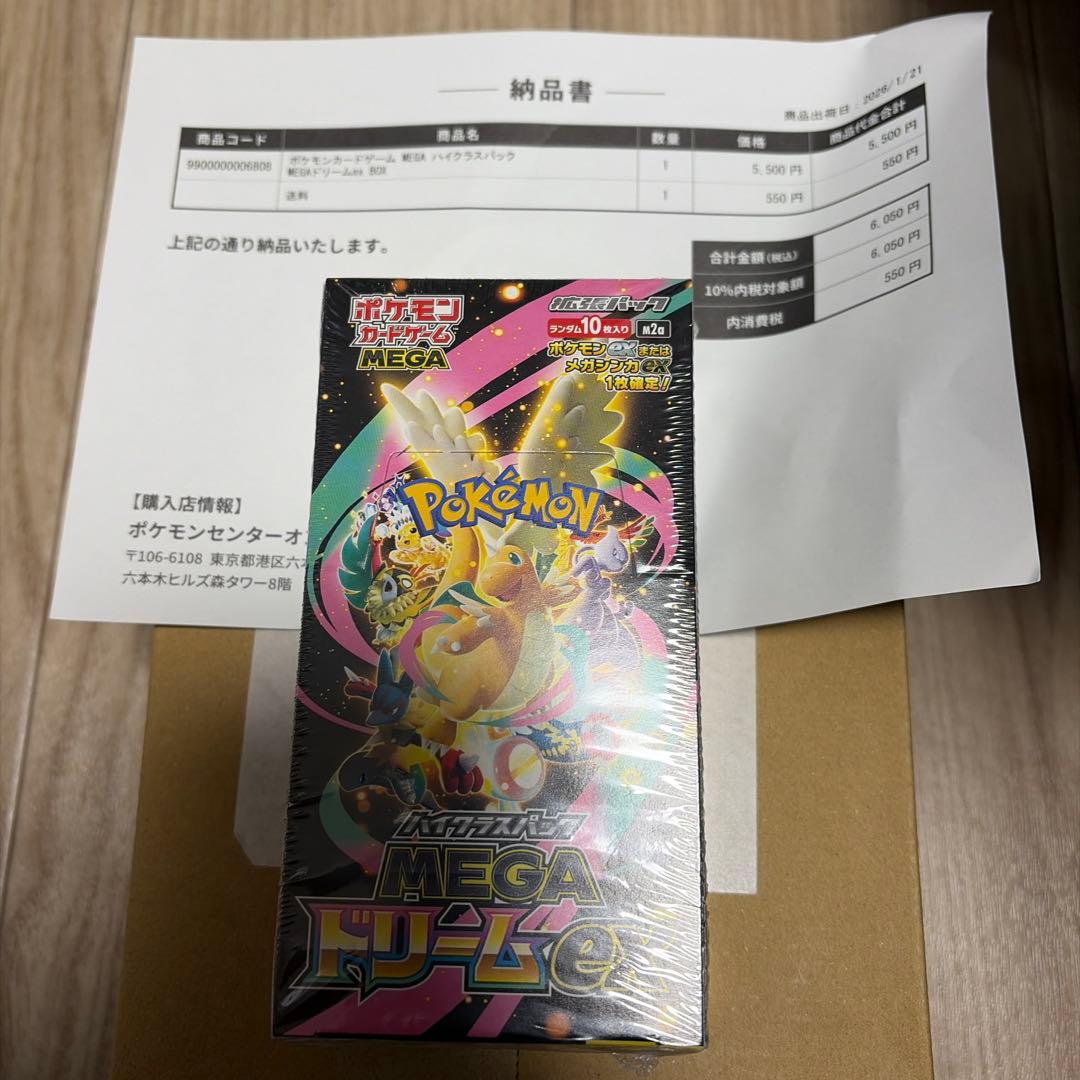 納品書
商品出荷日：2026/1/21
商品コード 商品名 数量 価格 商品代金合計
9900000006808 ポケモンカードゲーム MEGA ハイクラスパック 1 5,500 円 5,500 円
MEGAドリームex BOX
送料 1 550 円 550 円
上記の通り納品いたします。
合計金額(税込) 6,050 円
10%内税対象額 6,050 円
内消費税 550 円
【購入店情報】
ポケモンセンターオ
〒106-6108 東京都港区六本
六本木ヒルズ森タワー8階
ポケモン
カードゲーム
MEGA
拡張パック
ランダム10枚入り M2a
ポケモンexまたは
メガシンカex
1枚確定!
POKéMON
ハイクラスパック
MEGA
ドリームex